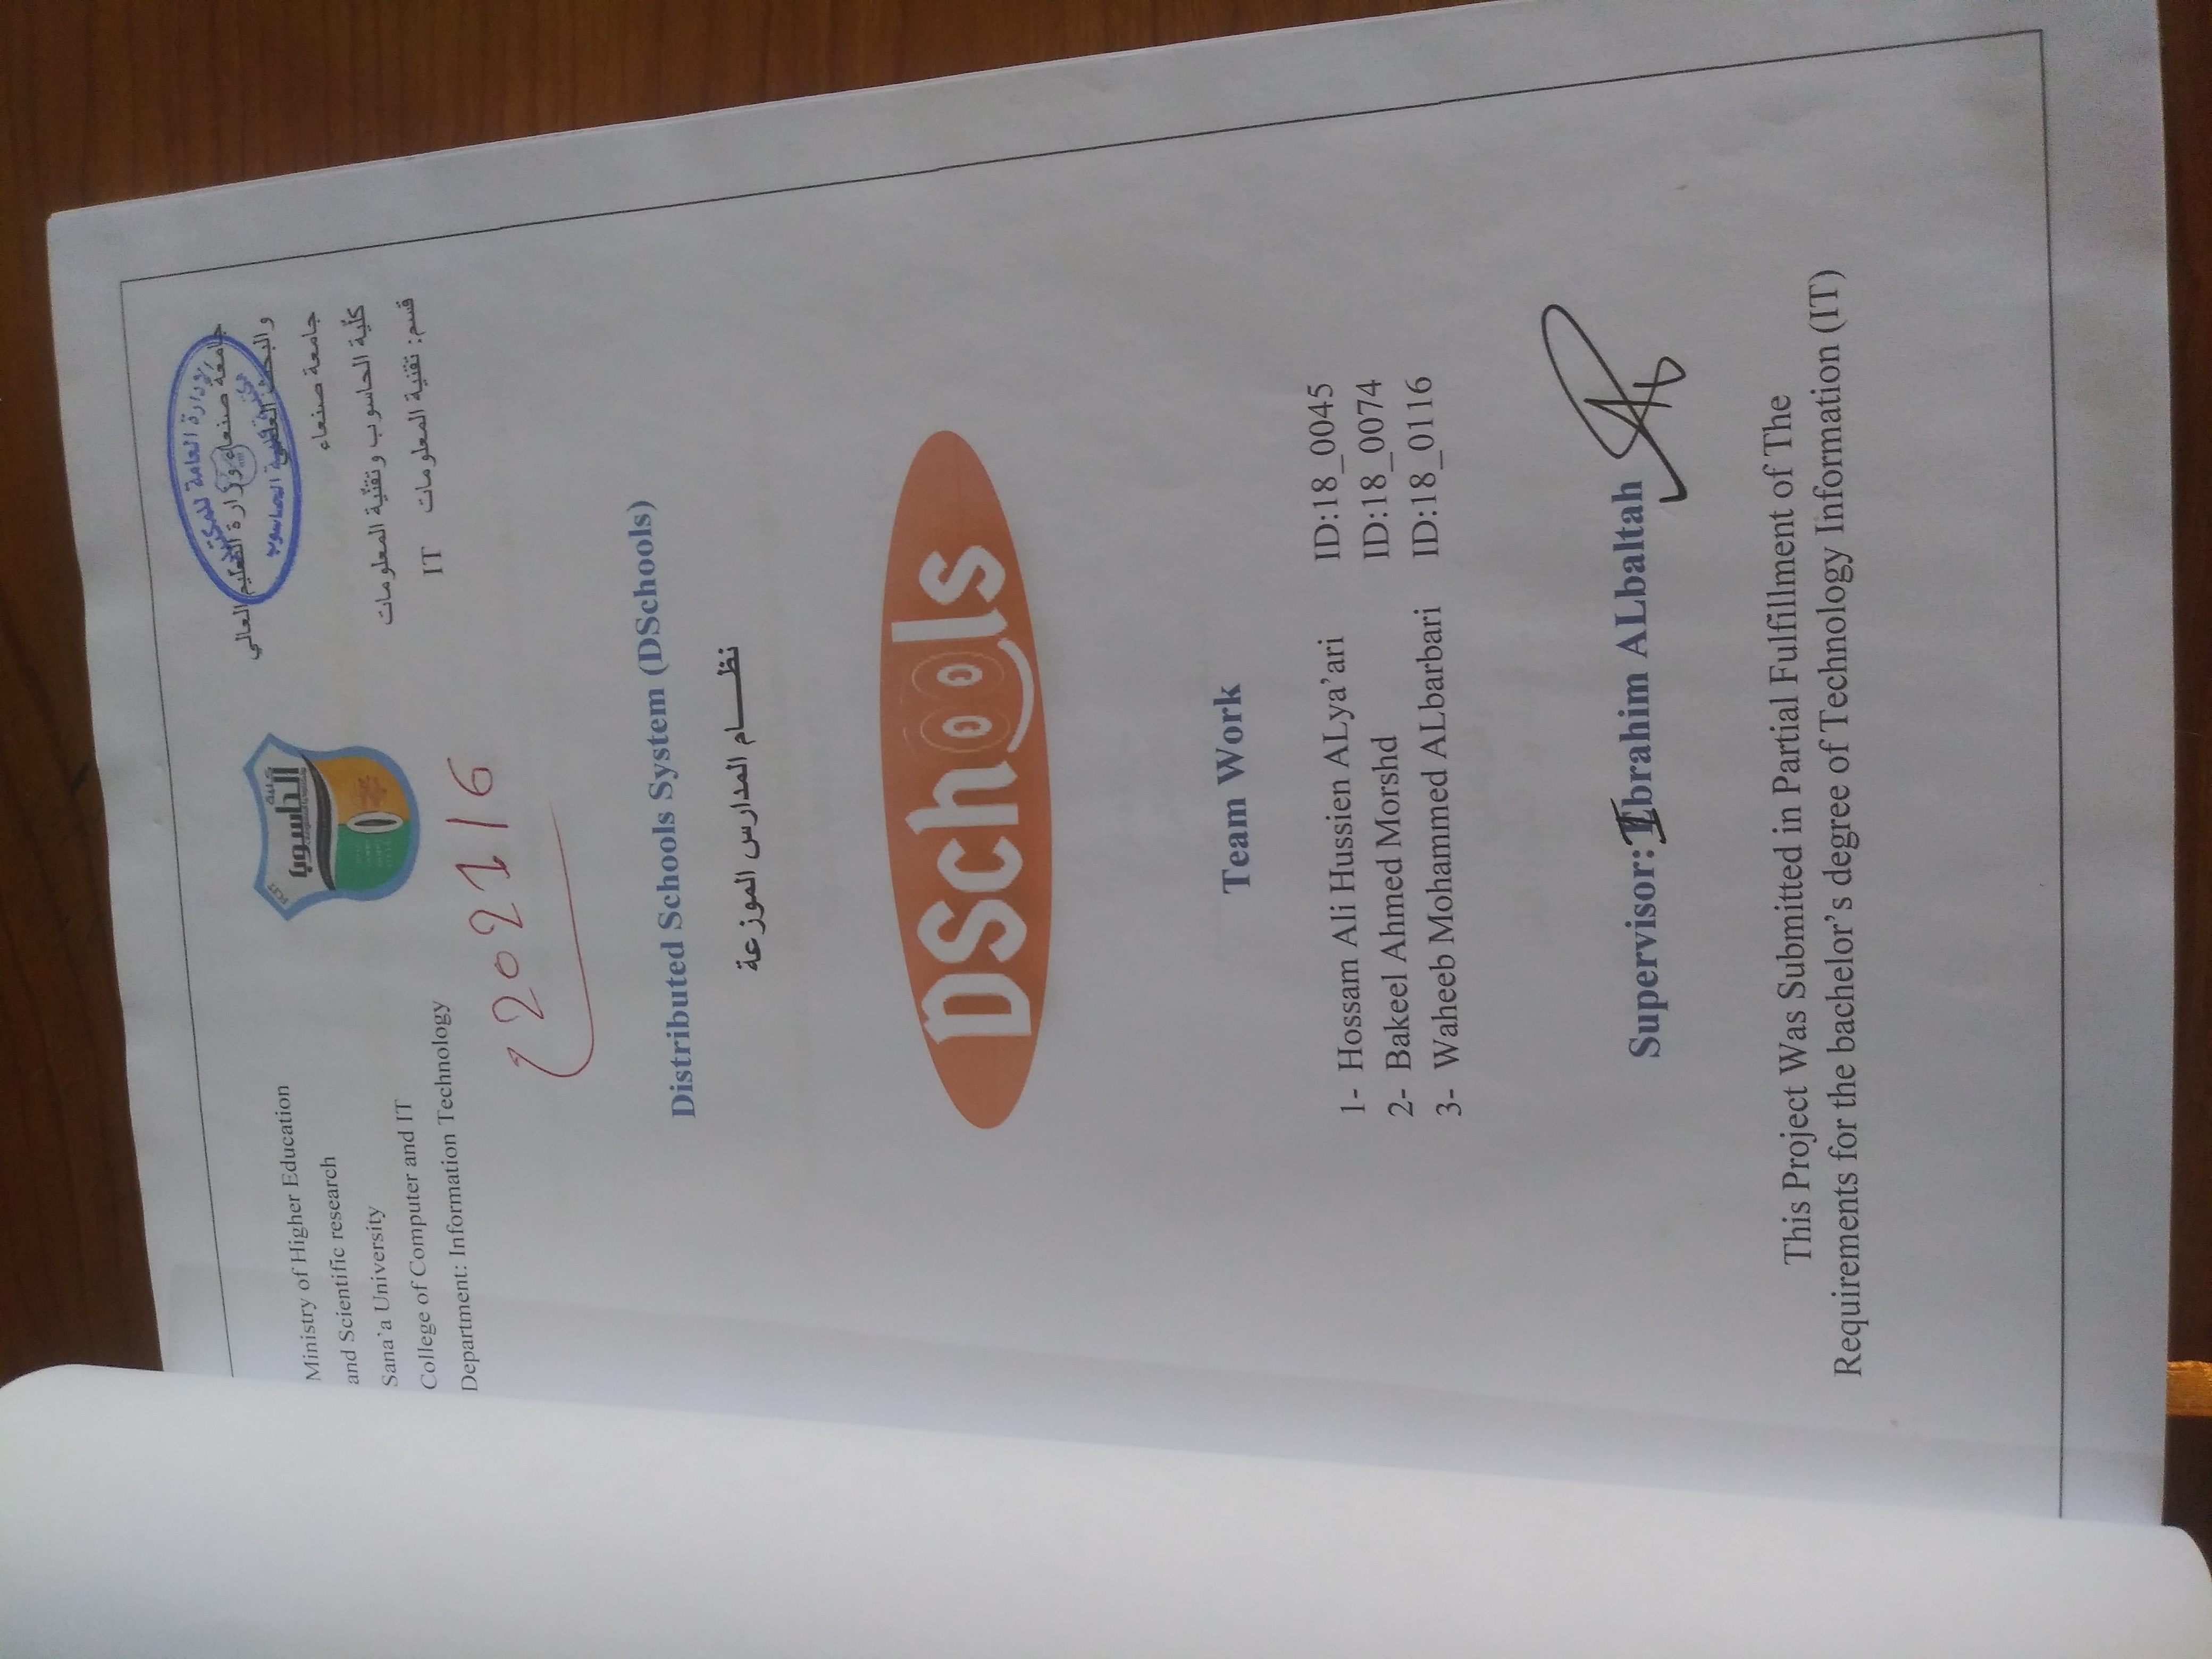 Ministry of Higher Education
and Scientific research
Sana'a University
College of Computer and IT
Department: Information Technology
كلية
الحاسوب
الإدارة العامة للمكتبات
مكتبة كلية الحاسوب
جامعة صنعاء وزارة التعليم العالي
والبحث العلمي
جامعة صنعاء
كلّية الحاسوب وتقنّية المعلومات
قسم: تقنية المعلومات IT
2021/6
Distributed Schools System (DSchools)
نظـــــام المدارس الموزعة
DSchools
Team Work
1- Hossam Ali Hussien ALya'ari ID:18_0045
2- Bakeel Ahmed Morshd ID:18_0074
3- Waheeb Mohammed ALbarbari ID:18_0116
Supervisor: Ibrahim ALbaltah
This Project Was Submitted in Partial Fulfillment of The
Requirements for the bachelor's degree of Technology Information (IT)